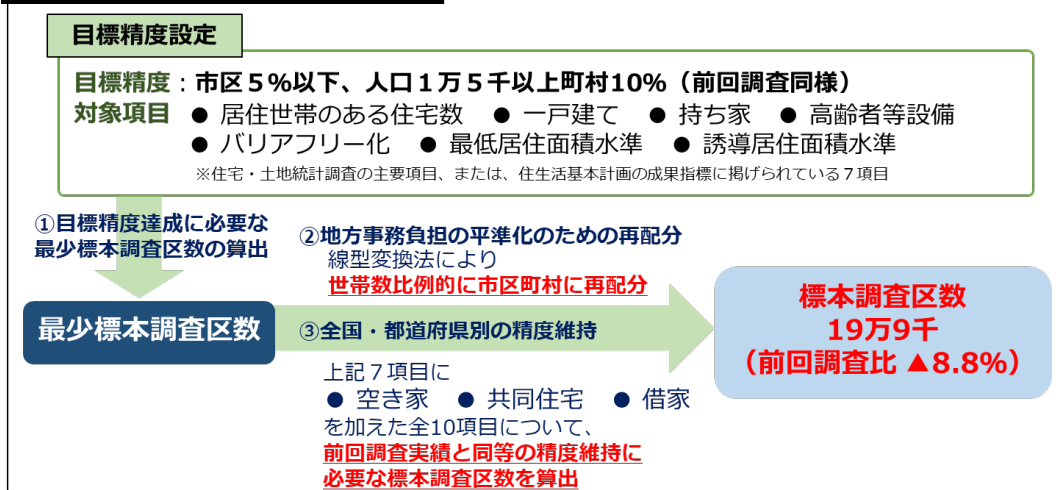 目標精度設定
目標精度：市区５％以下、人口１万５千以上町村10%（前回調査同様）
対象項目 ● 居住世帯のある住宅数 ● 一戸建て ● 持ち家 ● 高齢者等設備
● バリアフリー化 ● 最低居住面積水準 ● 誘導居住面積水準
※住宅・土地統計調査の主要項目、または、住生活基本計画の成果指標に掲げられている７項目
①目標精度達成に必要な
最少標本調査区数の算出
最少標本調査区数
②地方事務負担の平準化のための再配分
線型変換法により
世帯数比例的に市区町村に再配分
③全国・都道府県別の精度維持
上記７項目に
● 空き家 ● 共同住宅 ● 借家
を加えた全10項目について、
前回調査実績と同等の精度維持に
必要な標本調査区数を算出
標本調査区数
19万9千
（前回調査比 ▲8.8%）